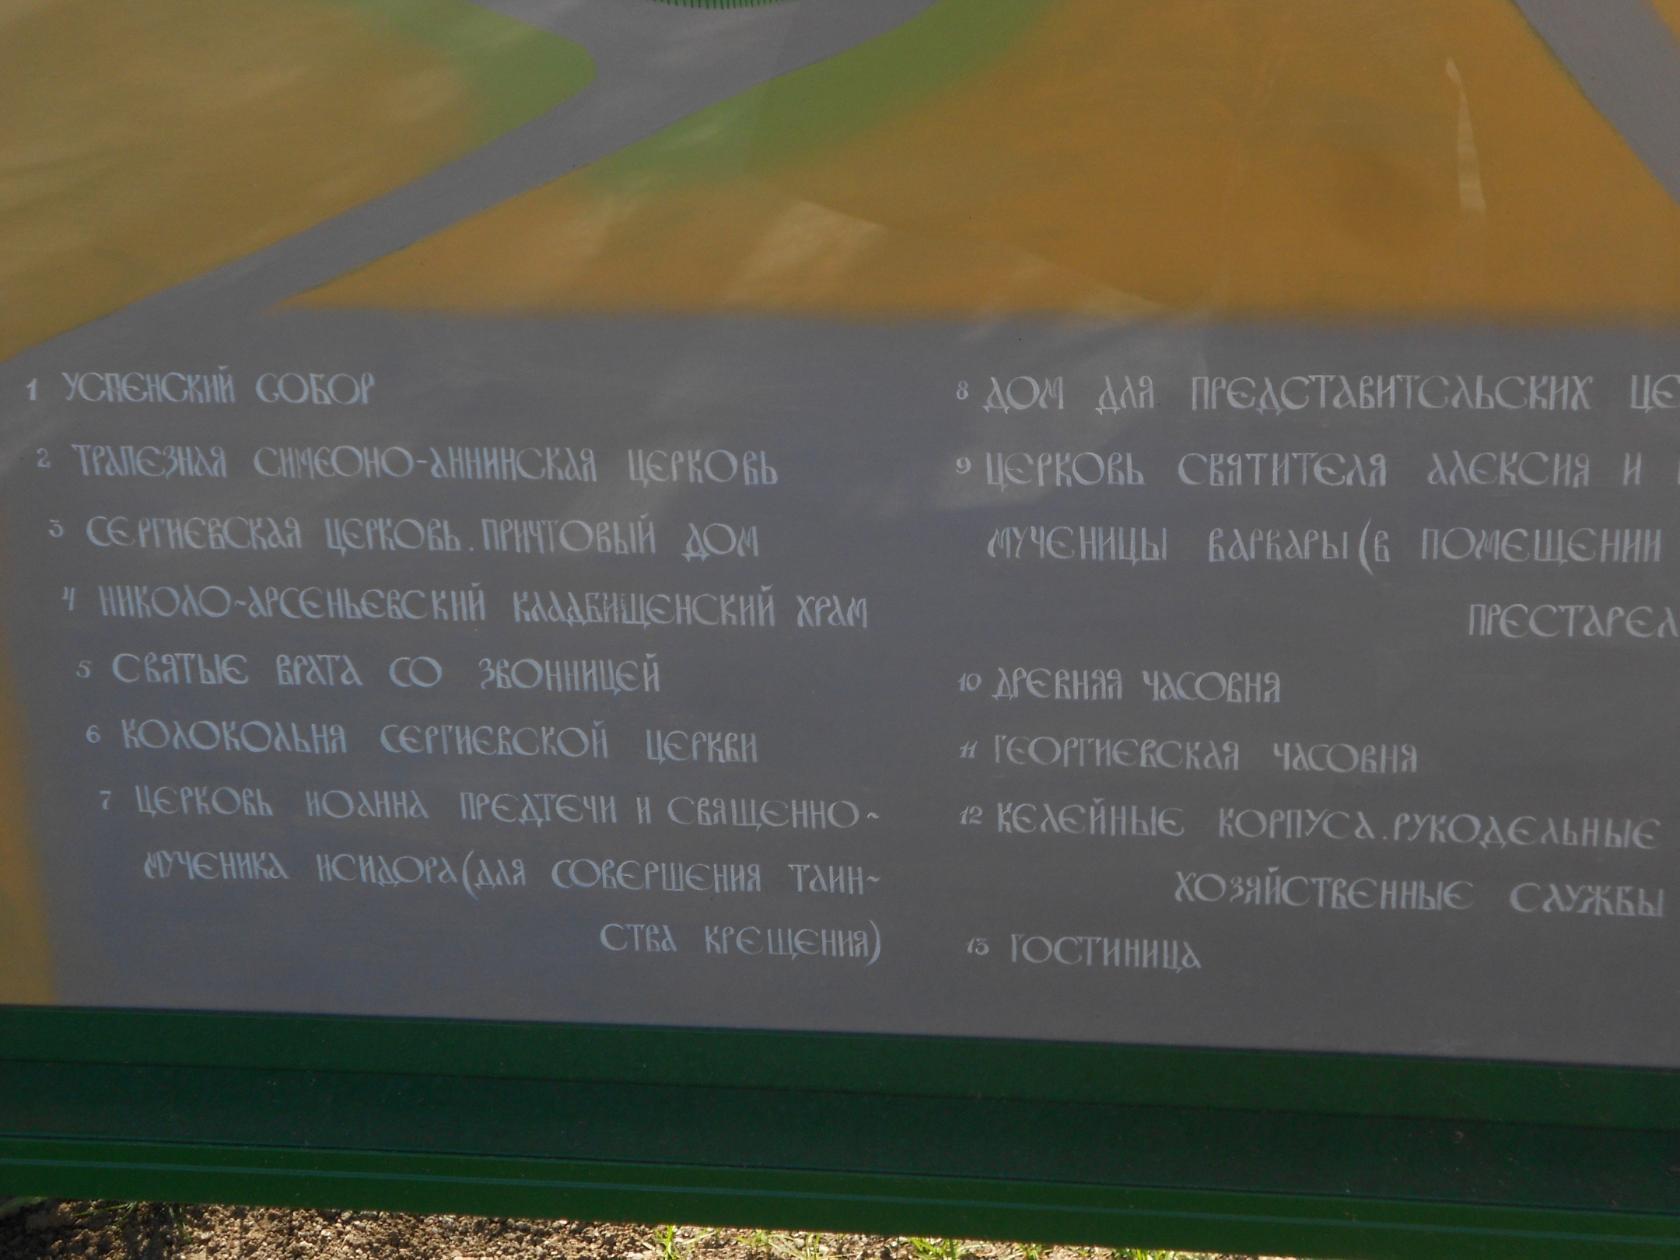 1 УСПЕНСКИЙ СОБОР
2 ТРАПЕЗНАЯ СИМЕОНО-АННИНСКАЯ ЦЕРКОВЬ
3 СЕРГИЕВСКАЯ ЦЕРКОВЬ. ПРИЧТОВЫЙ ДОМ
4 НИКОЛО-АРСЕНЬЕВСКИЙ КЛАДБИЩЕНСКИЙ ХРАМ
5 СВЯТЫЕ ВРАТА СО ЗВОННИЦЕЙ
6 КОЛОКОЛЬНЯ СЕРГИЕВСКОЙ ЦЕРКВИ
7 ЦЕРКОВЬ ИОАННА ПРЕДТЕЧИ И СВЯЩЕННО-
МУЧЕНИКА ИСИДОРА (ДЛЯ СОВЕРШЕНИЯ ТАИН-
СТВА КРЕЩЕНИЯ)
8 ДОМ ДЛЯ ПРЕДСТАВИТЕЛЬСКИХ
9 ЦЕРКОВЬ СВЯТИТЕЛЯ АЛЕКСИЯ И
МУЧЕНИЦЫ ВАРВАРЫ (В ПОМЕЩЕНИИ
10 ДРЕВНЯЯ ЧАСОВНЯ
11 ГЕОРГИЕВСКАЯ ЧАСОВНЯ
12 КЕЛЕЙНЫЕ КОРПУСА. РУКОДЕЛЬНЫЕ
ХОЗЯЙСТВЕННЫЕ СЛУЖБЫ
13 ГОСТИНИЦА